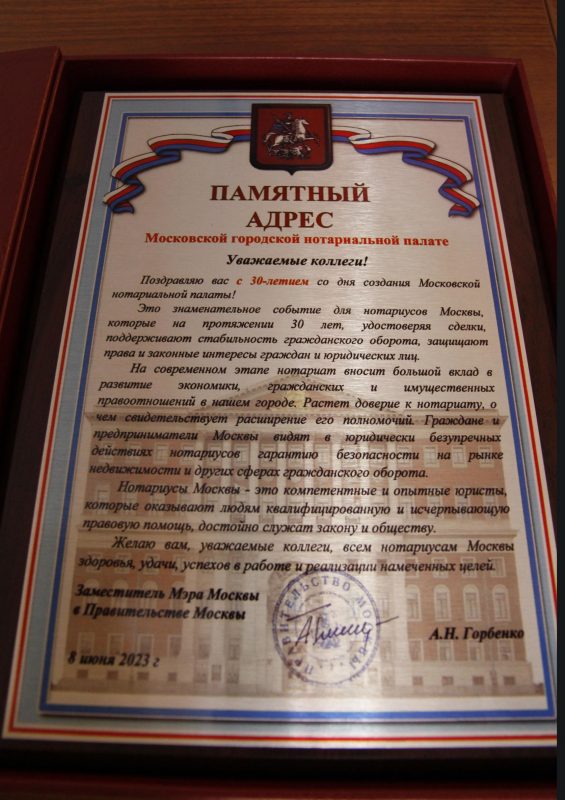 ПАМЯТНЫЙ
АДРЕС
Московской городской нотариальной палате
Уважаемые коллеги!
Поздравляю вас с 30-летием со дня создания Московской
нотариальной палаты!
Это знаменательное событие для нотариусов Москвы,
которые на протяжении 30 лет, удостоверяя сделки,
поддерживают стабильность гражданского оборота, защищают
права и законные интересы граждан и юридических лиц.
На современном этапе нотариат вносит большой вклад в
развитие экономики, гражданских и имущественных
правоотношений в нашем городе. Растет доверие к нотариату, о
чем свидетельствует расширение его полномочий. Граждане и
предприниматели Москвы видят в юридически безупречных
действиях нотариусов гарантию безопасности на рынке
недвижимости и других сферах гражданского оборота.
Нотариусы Москвы - это компетентные и опытные юристы,
которые оказывают людям квалифицированную и исчерпывающую
правовую помощь, достойно служат закону и обществу.
Желаю вам, уважаемые коллеги, всем нотариусам Москвы
здоровья, удачи, успехов в работе и реализации намеченных целей.
Заместитель Мэра Москвы
в Правительстве Москвы
А.Н. Горбенко
8 июня 2023 г
ПРАВИТЕЛЬСТВО МОСКВЫ